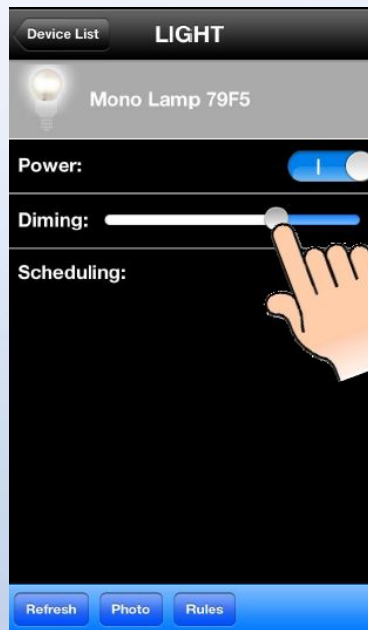 Device List LIGHT
Mono Lamp 79F5
Power:
Diming:
Scheduling:
Refresh Photo Rules